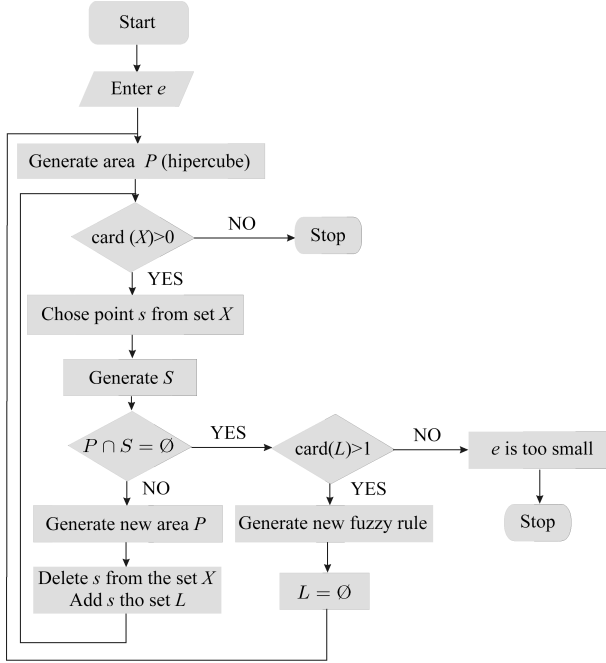 Start
Enter e
Generate area P (hipercube)
card (X)>0
NO
Stop
YES
Chose point s from set X
Generate S
P ∩ S = Ø
YES
card(L)>1
NO
e is too small
NO
YES
Generate new area P
Generate new fuzzy rule
Stop
Delete s from the set X
Add s tho set L
L = Ø